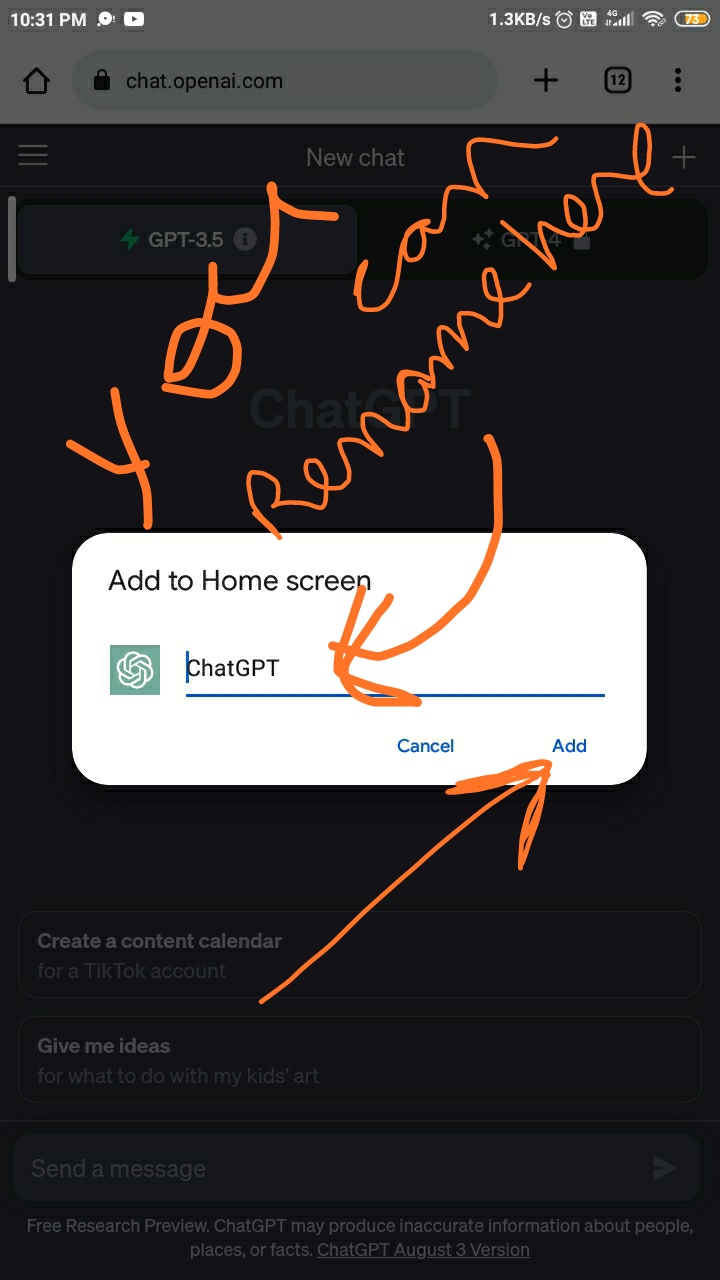 10:31 PM 1.3KB/s Vo LTE 4G 73
chat.openai.com 12
New chat
GPT-3.5 GPT-4
You can
Rename here
ChatGPT
Add to Home screen
ChatGPT
Cancel Add
Create a content calendar
for a TikTok account
Give me ideas
for what to do with my kids' art
Send a message
Free Research Preview. ChatGPT may produce inaccurate information about people,
places, or facts. ChatGPT August 3 Version